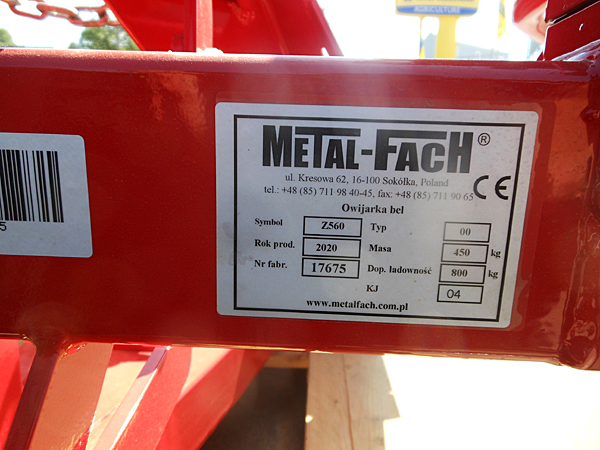 AGRICULTURE
METAL-FACH®
ul. Kresowa 62, 16-100 Sokółka, Poland
tel.: +48 (85) 711 98 40-45, fax: +48 (85) 711 90 65
CE
Owijarka bel
Symbol Z560 Typ 00
Rok prod. 2020 Masa 450 kg
Nr fabr. 17675 Dop. ładowność 800 kg
KJ 04
www.metalfach.com.pl
5